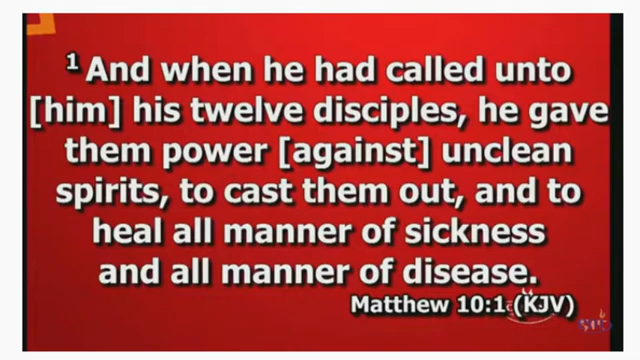 1 And when he had called unto
[him] his twelve disciples, he gave
them power [against] unclean
spirits, to cast them out, and to
heal all manner of sickness
and all manner of disease.
Matthew 10:1 (KJV)